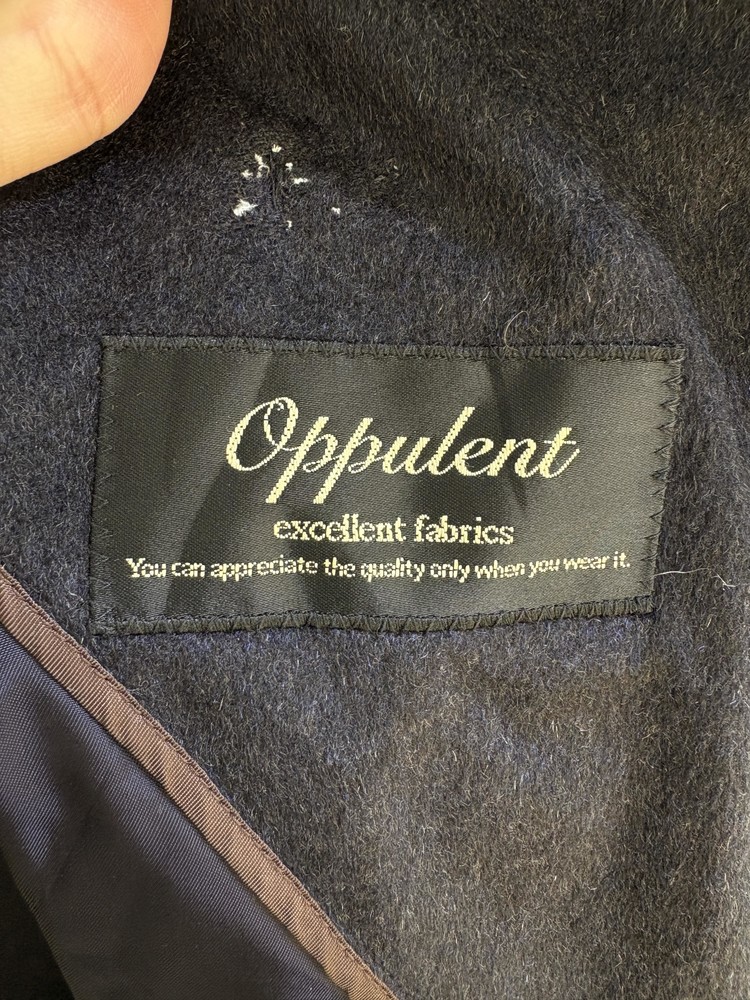 Oppulent
excellent fabrics
You can appreciate the quality only when you wear it.